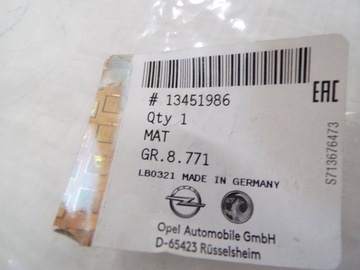 # 13451986
Qty 1
MAT
GR.8.771
LB0321 MADE IN GERMANY
Opel Automobile GmbH
D-65423 Rüsselsheim
EAC
S713676473